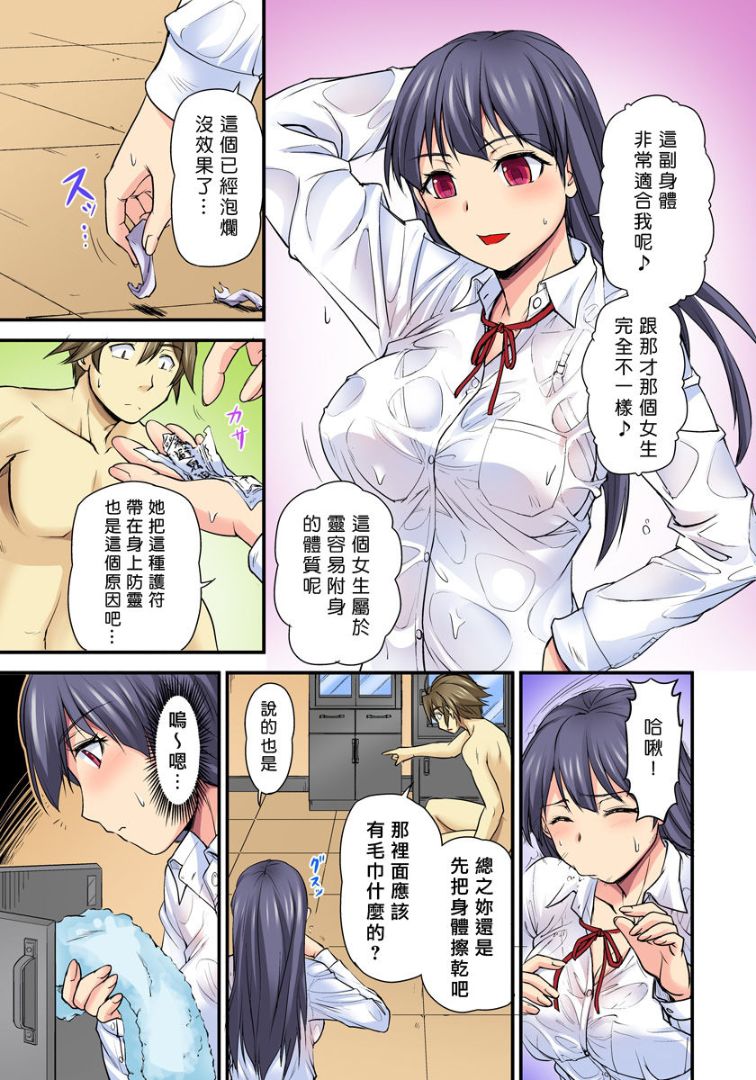 這副身體
非常適合我呢♪
跟那才那個女生
完全不一樣♪
這個女生屬於
靈容易附身
的體質呢
這個已經泡爛
沒效果了…
スッ…
カサ
她把這種護符
帶在身上防靈
也是這個原因吧…
哈啾！
總之妳還是
先把身體擦乾吧
那裡面應該
有毛巾什麼的？
說的也是
グスッ
嗚～嗯…